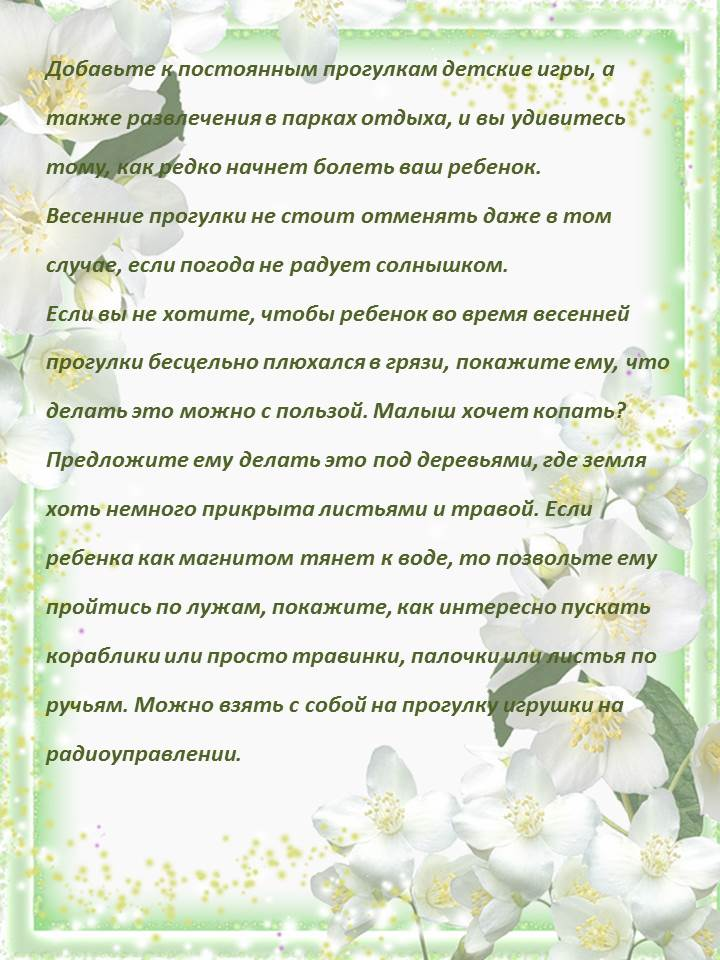 Добавьте к постоянным прогулкам детские игры, а
также развлечения в парках отдыха, и вы удивитесь
тому, как редко начнет болеть ваш ребенок.
Весенние прогулки не стоит отменять даже в том
случае, если погода не радует солнышком.
Если вы не хотите, чтобы ребенок во время весенней
прогулки бесцельно плюхался в грязи, покажите ему, что
делать это можно с пользой. Малыш хочет копать?
Предложите ему делать это под деревьями, где земля
хоть немного прикрыта листьями и травой. Если
ребенка как магнитом тянет к воде, то позвольте ему
пройтись по лужам, покажите, как интересно пускать
кораблики или просто травинки, палочки или листья по
ручьям. Можно взять с собой на прогулку игрушки на
радиоуправлении.